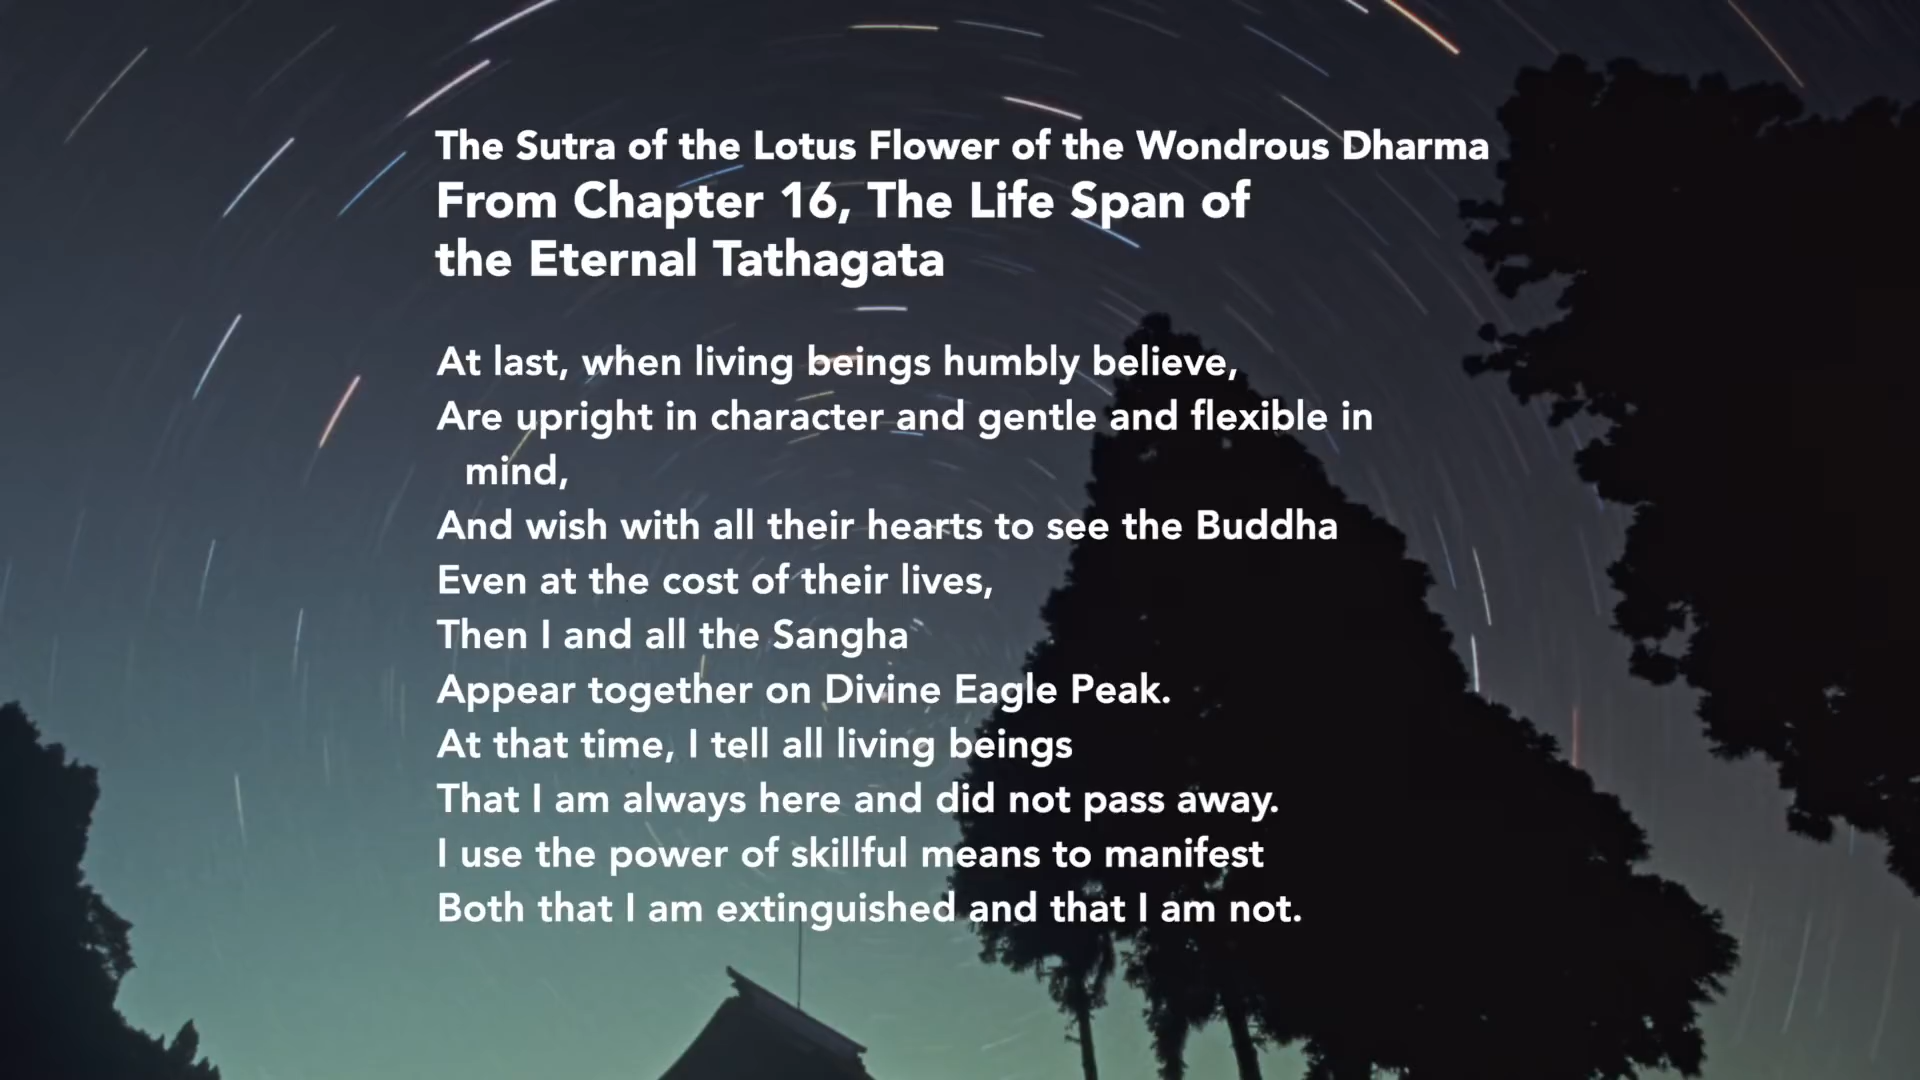 The Sutra of the Lotus Flower of the Wondrous Dharma
From Chapter 16, The Life Span of
the Eternal Tathagata
At last, when living beings humbly believe,
Are upright in character and gentle and flexible in
mind,
And wish with all their hearts to see the Buddha
Even at the cost of their lives,
Then I and all the Sangha
Appear together on Divine Eagle Peak.
At that time, I tell all living beings
That I am always here and did not pass away.
I use the power of skillful means to manifest
Both that I am extinguished and that I am not.